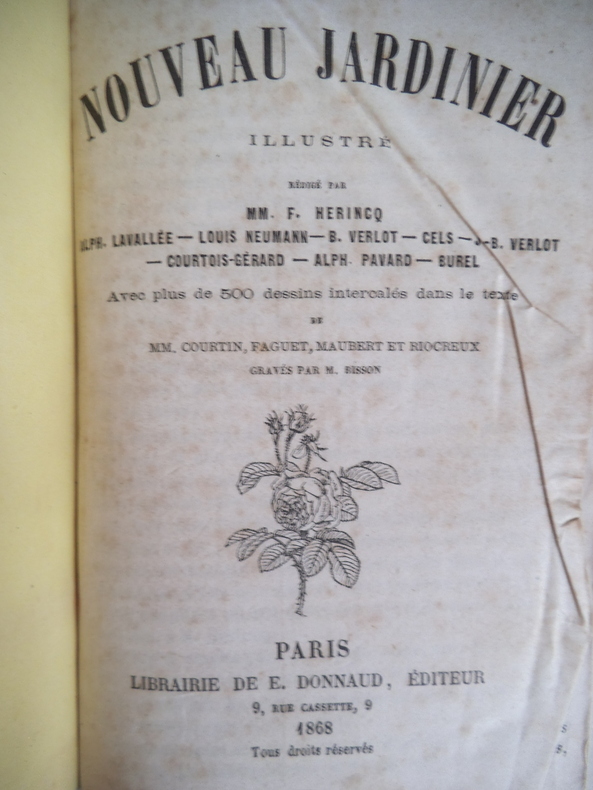 NOUVEAU JARDINIER
ILLUSTRÉ
RÉDIGÉ PAR
MM. F. HERINCQ
ALPH. LAVALLÉE — LOUIS NEUMANN — B. VERLOT — CELS — J.-B. VERLOT
— COURTOIS-GÉRARD — ALPH. PAVARD — BUREL
Avec plus de 500 dessins intercalés dans le texte
DE
MM. COURTIN, FAGUET, MAUBERT ET RIOCREUX
GRAVÉS PAR M. BISSON
PARIS
LIBRAIRIE DE E. DONNAUD, ÉDITEUR
9, RUE CASSETTE, 9
1868
Tous droits réservés
s
s,